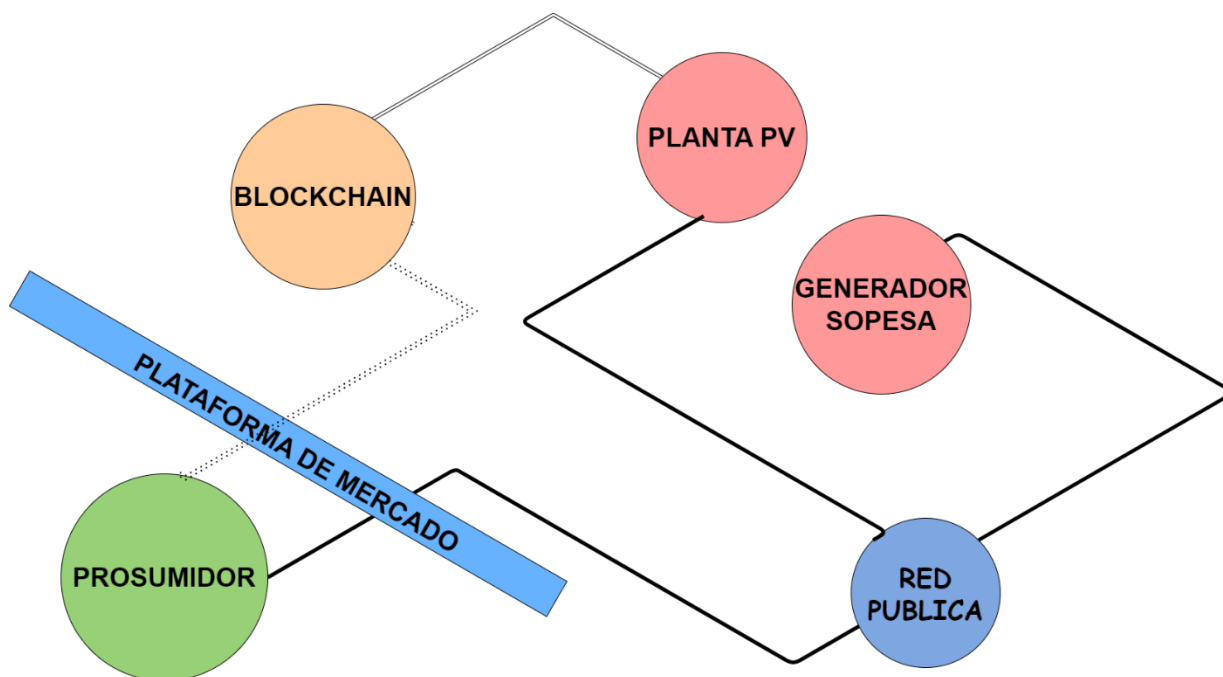 PLANTA PV
BLOCKCHAIN
GENERADOR
SOPESA
PLATAFORMA DE MERCADO
PROSUMIDOR
RED
PUBLICA